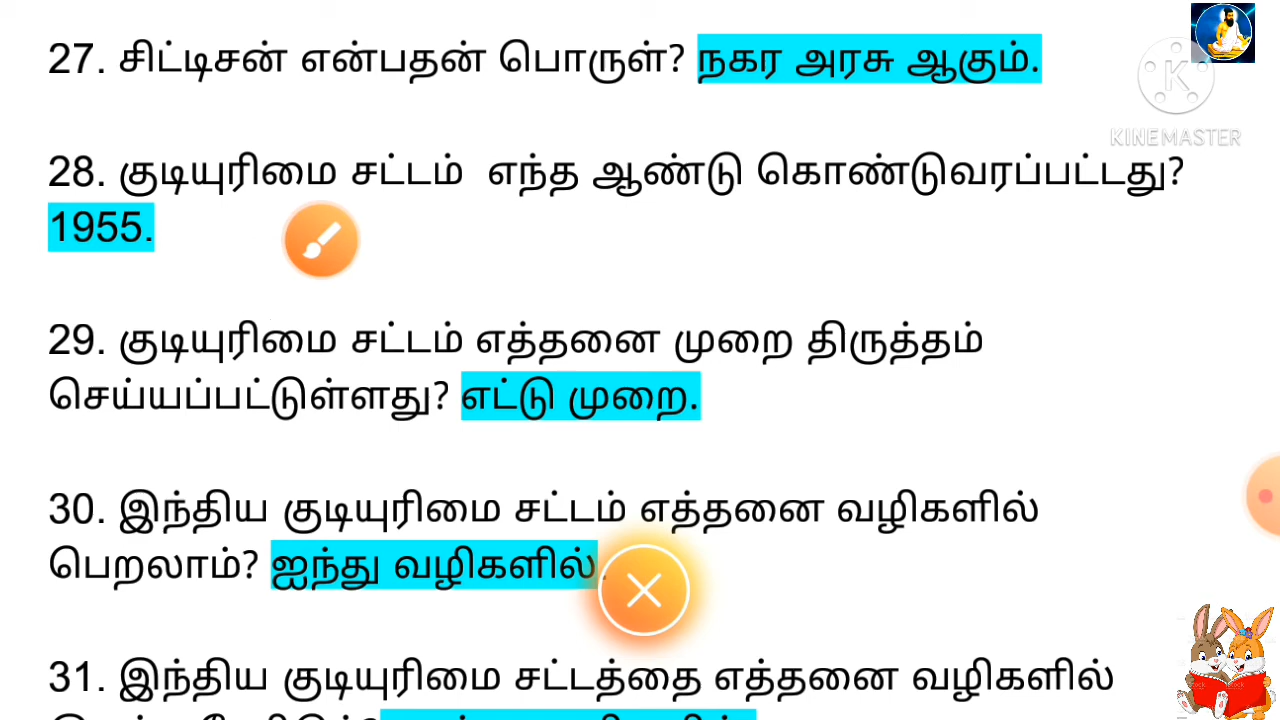 27. சிட்டிசன் என்பதன் பொருள்? நகர அரசு ஆகும்.
KINEMASTER
28. குடியுரிமை சட்டம் எந்த ஆண்டு கொண்டுவரப்பட்டது?
1955.
29. குடியுரிமை சட்டம் எத்தனை முறை திருத்தம்
செய்யப்பட்டுள்ளது? எட்டு முறை.
30. இந்திய குடியுரிமை சட்டம் எத்தனை வழிகளில்
பெறலாம்? ஐந்து வழிகளில்.
31. இந்திய குடியுரிமை சட்டத்தை எத்தனை வழிகளில்